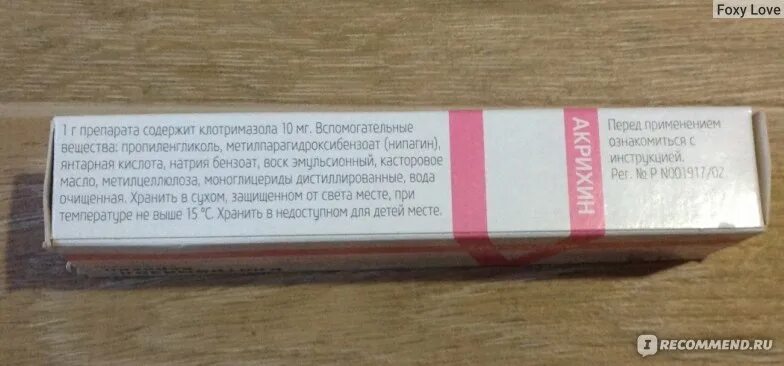 Foxy Love
1 г препарата содержит клотримазола 10 мг. Вспомогательные
вещества: пропиленгликоль, метилпарагидроксибензоат (нипагин),
янтарная кислота, натрия бензоат, воск эмульсионный, касторовое
масло, метилцеллюлоза, моноглицериды дистиллированные, вода
очищенная. Хранить в сухом, защищенном от света месте, при
температуре не выше 15 °С. Хранить в недоступном для детей месте.
АКРИХИН
Перед применением
ознакомиться с
инструкцией.
Рег. № Р N001917/02
IRECOMMEND.RU